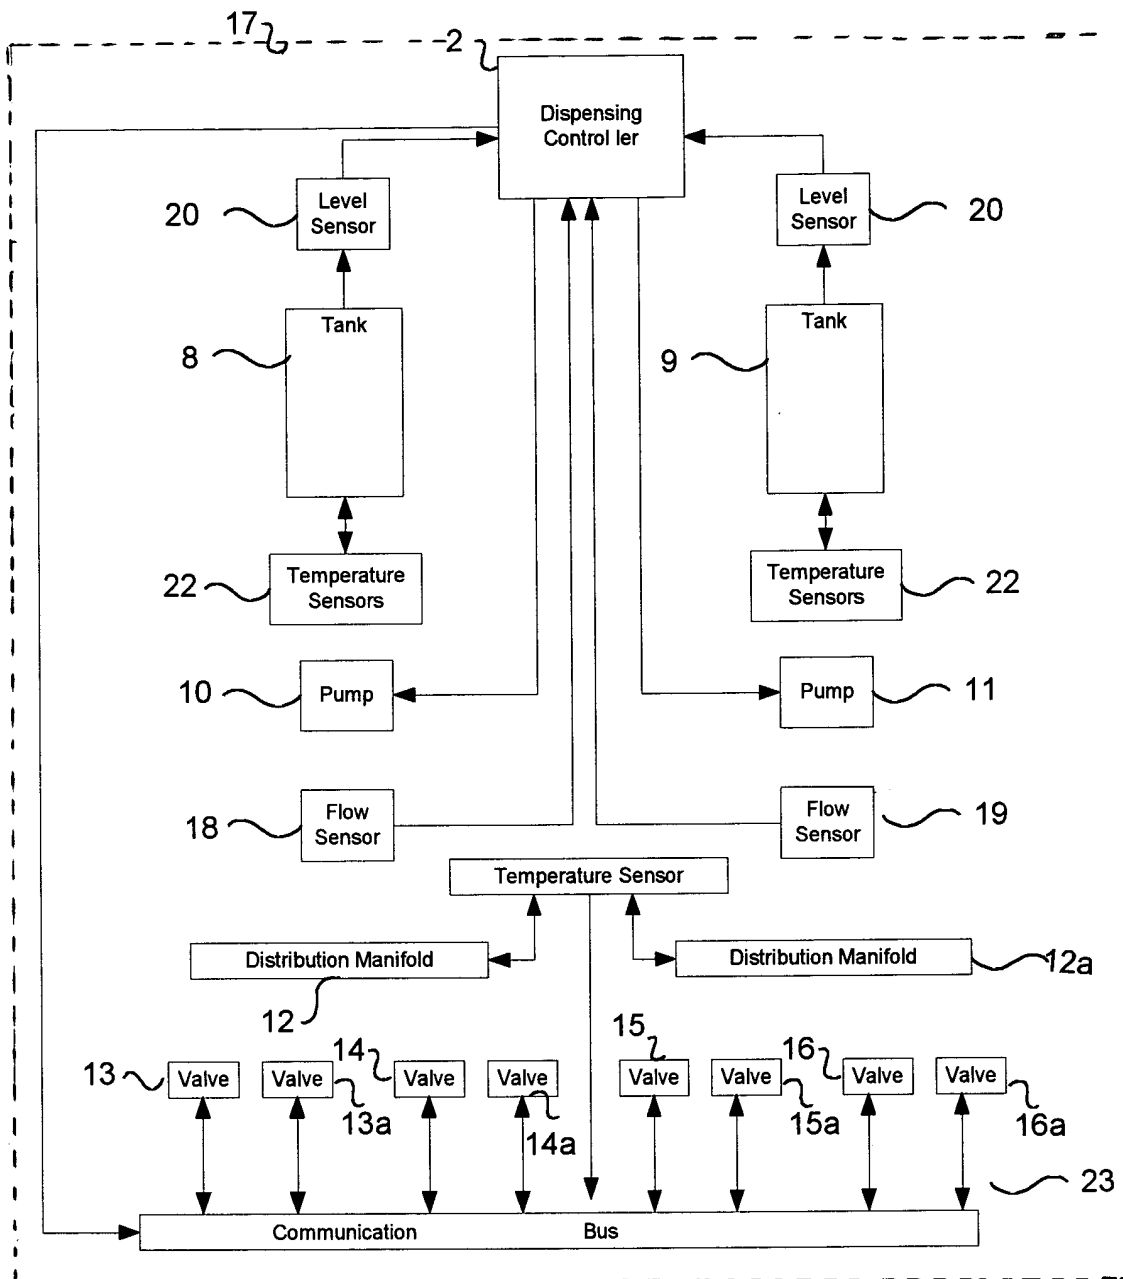 17
2
Dispensing
Control ler
20
Level
Sensor
Level
Sensor
20
8
Tank
9
Tank
22
Temperature
Sensors
Temperature
Sensors
22
10
Pump
Pump
11
18
Flow
Sensor
Flow
Sensor
19
Temperature Sensor
Distribution Manifold
Distribution Manifold
12a
12
13
Valve
Valve
13a
14
Valve
Valve
14a
15
Valve
Valve
15a
16
Valve
Valve
16a
23
Communication Bus